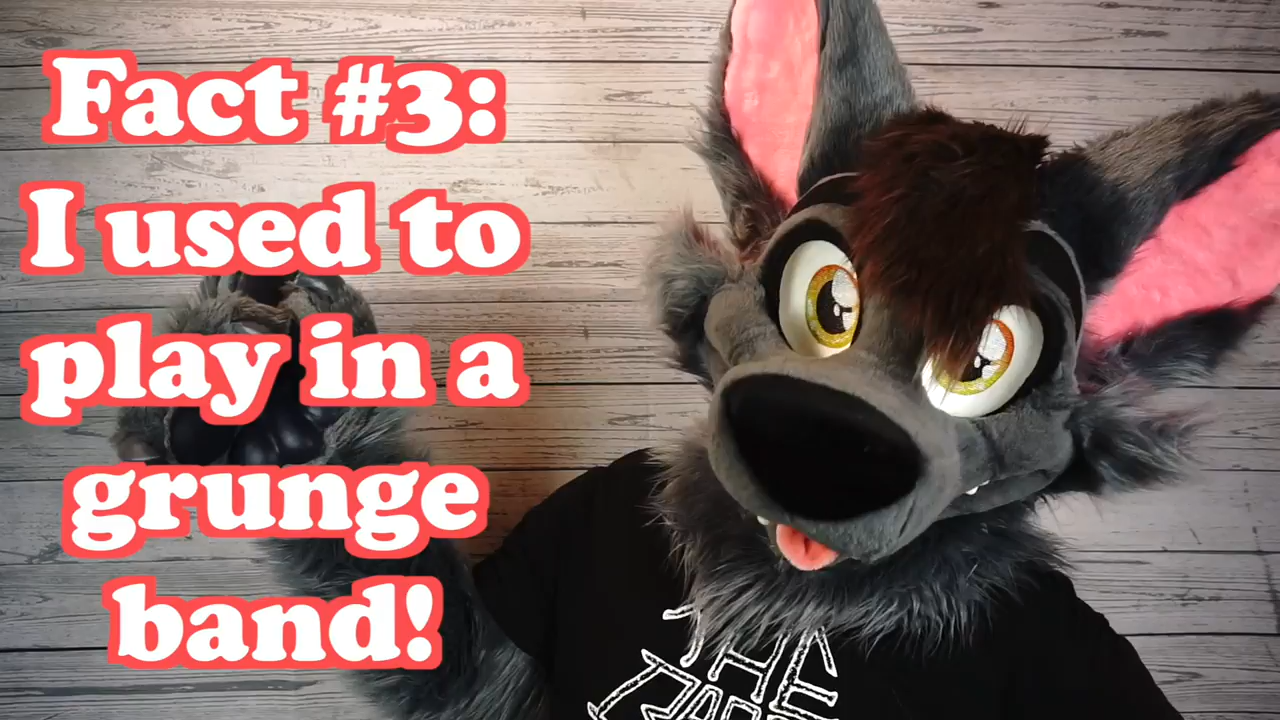 Fact #3:
I used to
play in a
grunge
band!
THE